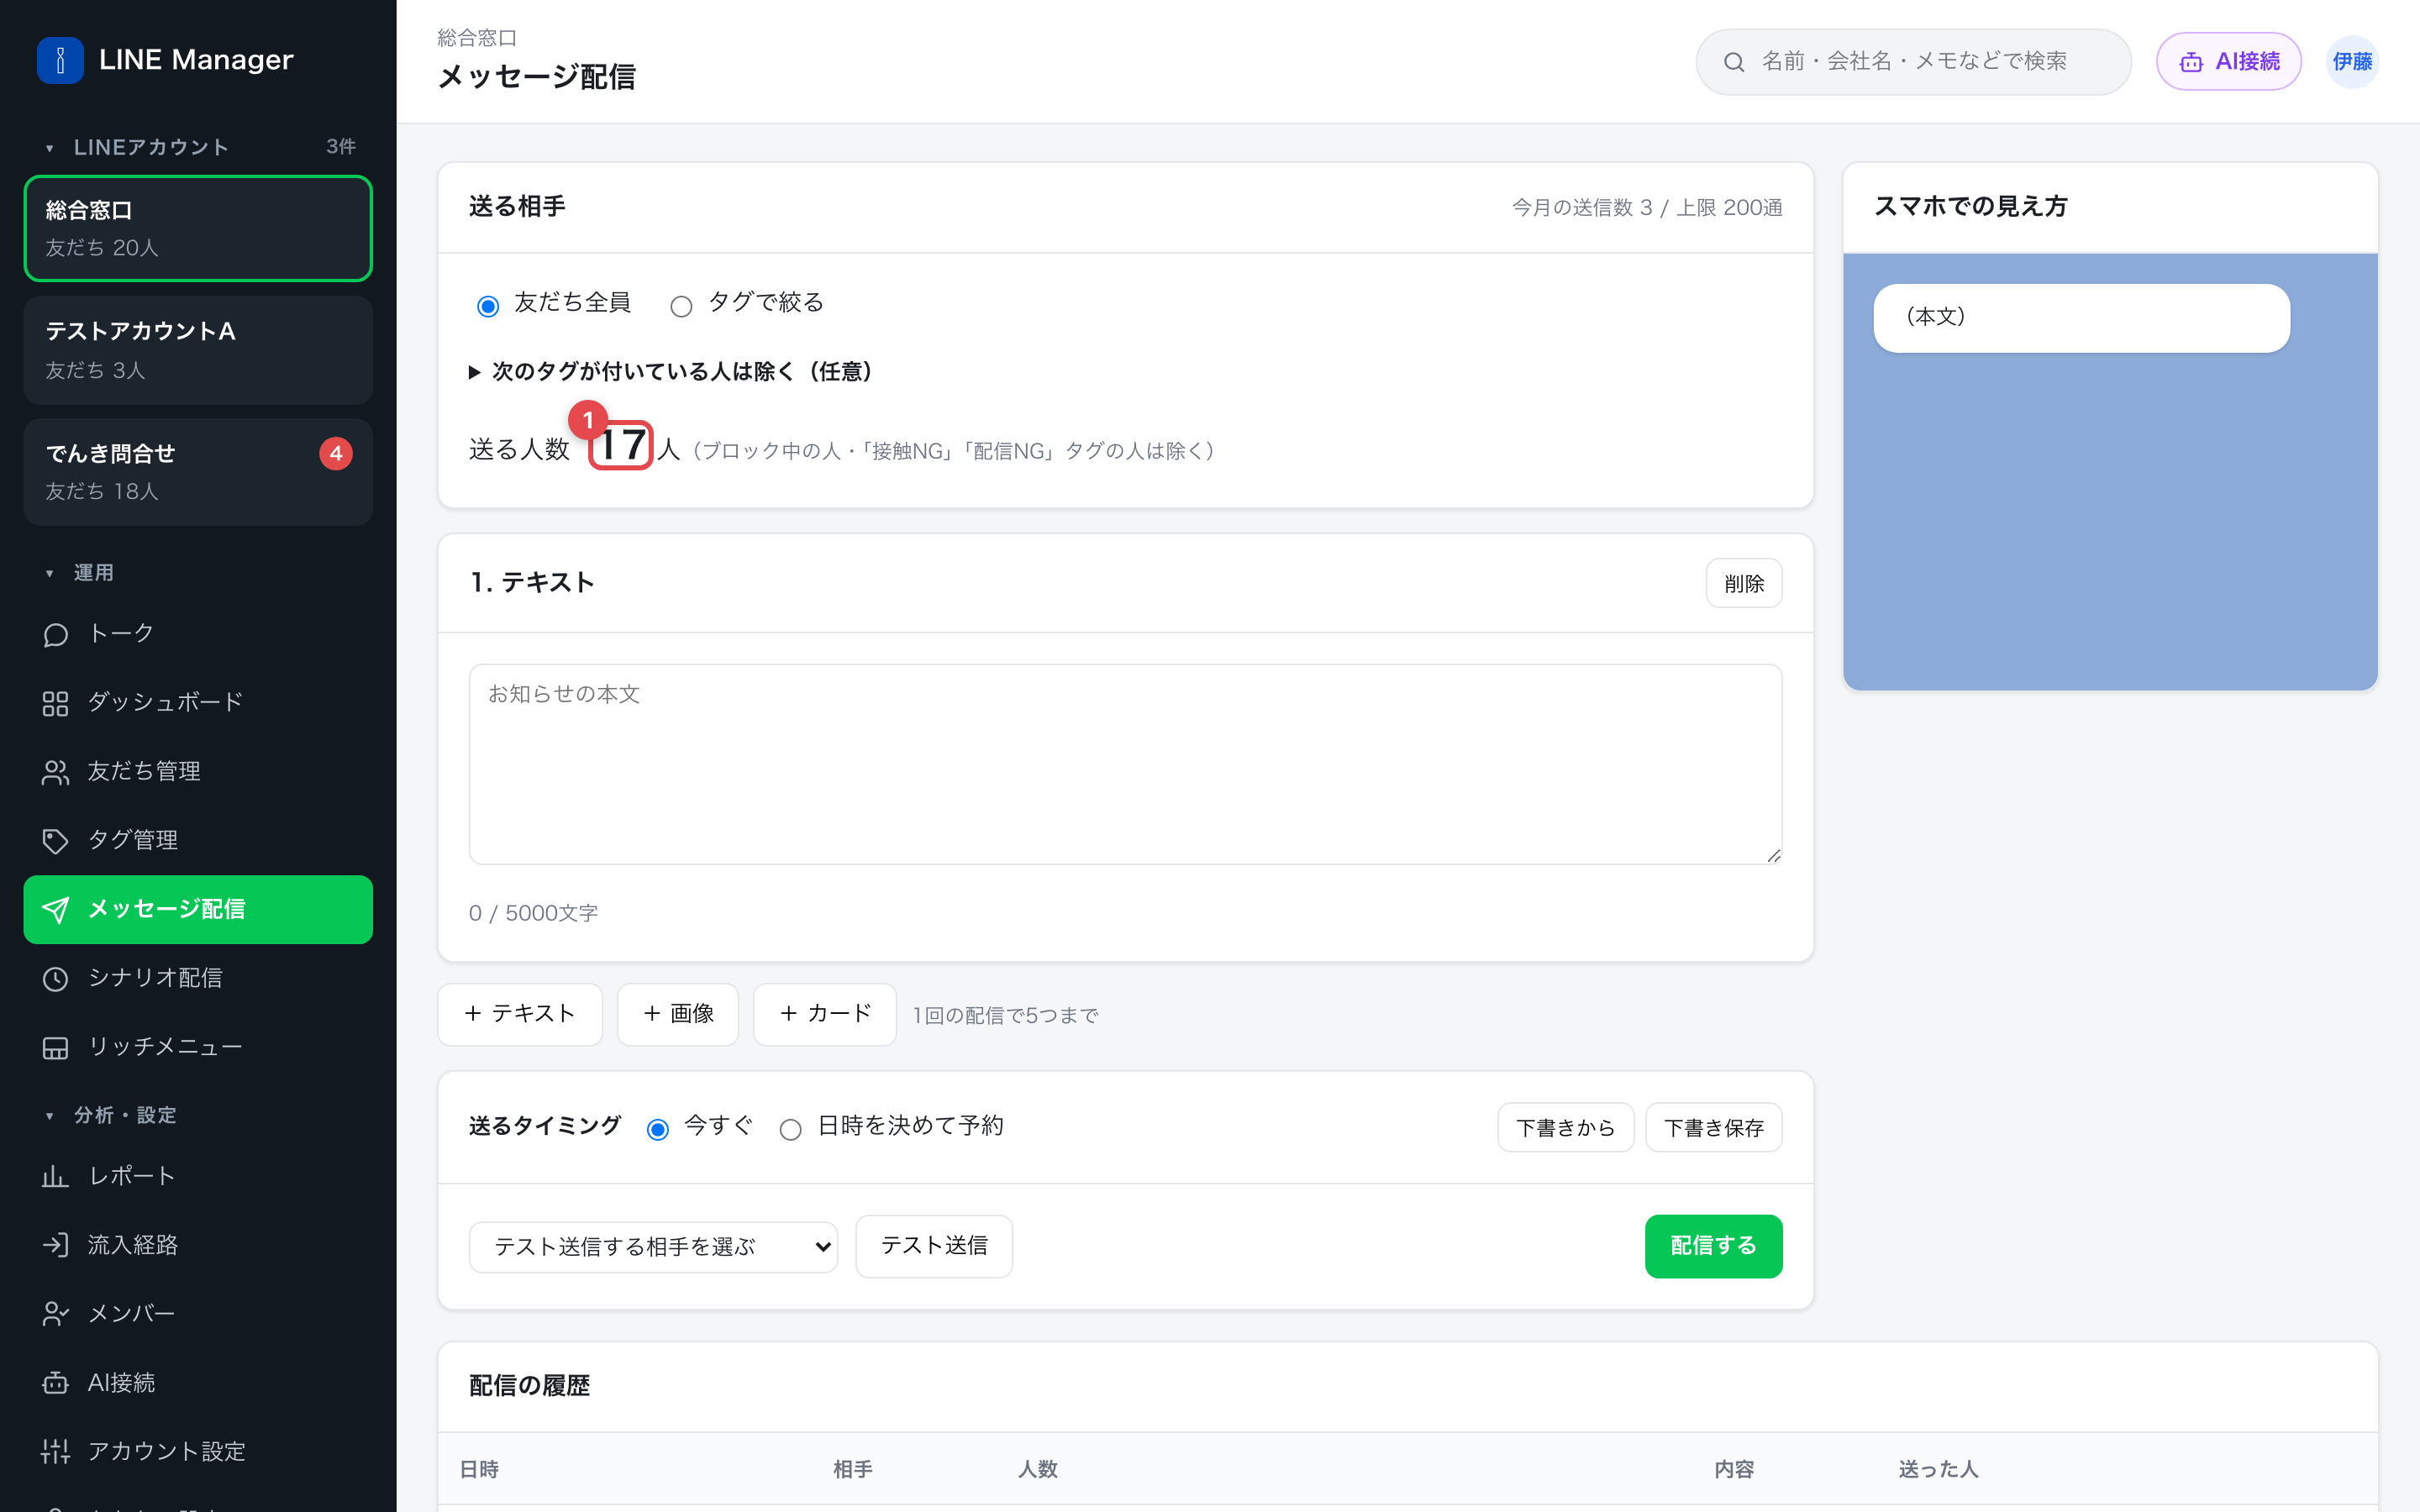 LINE Manager
LINEアカウント 3件
総合窓口
友だち 20人
テストアカウントA
友だち 3人
でんき問合せ 4
友だち 18人
運用
トーク
ダッシュボード
友だち管理
タグ管理
メッセージ配信
シナリオ配信
リッチメニュー
分析・設定
レポート
流入経路
メンバー
AI接続
アカウント設定
総合窓口
メッセージ配信
名前・会社名・メモなどで検索
AI接続
伊藤
送る相手 今月の送信数 3 / 上限 200通
友だち全員 タグで絞る
次のタグが付いている人は除く（任意）
1
送る人数 17人（ブロック中の人・「接触NG」「配信NG」タグの人は除く）
1. テキスト 削除
お知らせの本文
0 / 5000文字
＋ テキスト ＋ 画像 ＋ カード 1回の配信で5つまで
送るタイミング 今すぐ 日時を決めて予約 下書きから 下書き保存
テスト送信する相手を選ぶ テスト送信 配信する
配信の履歴
日時 相手 人数 内容 送った人
スマホでの見え方
（本文）